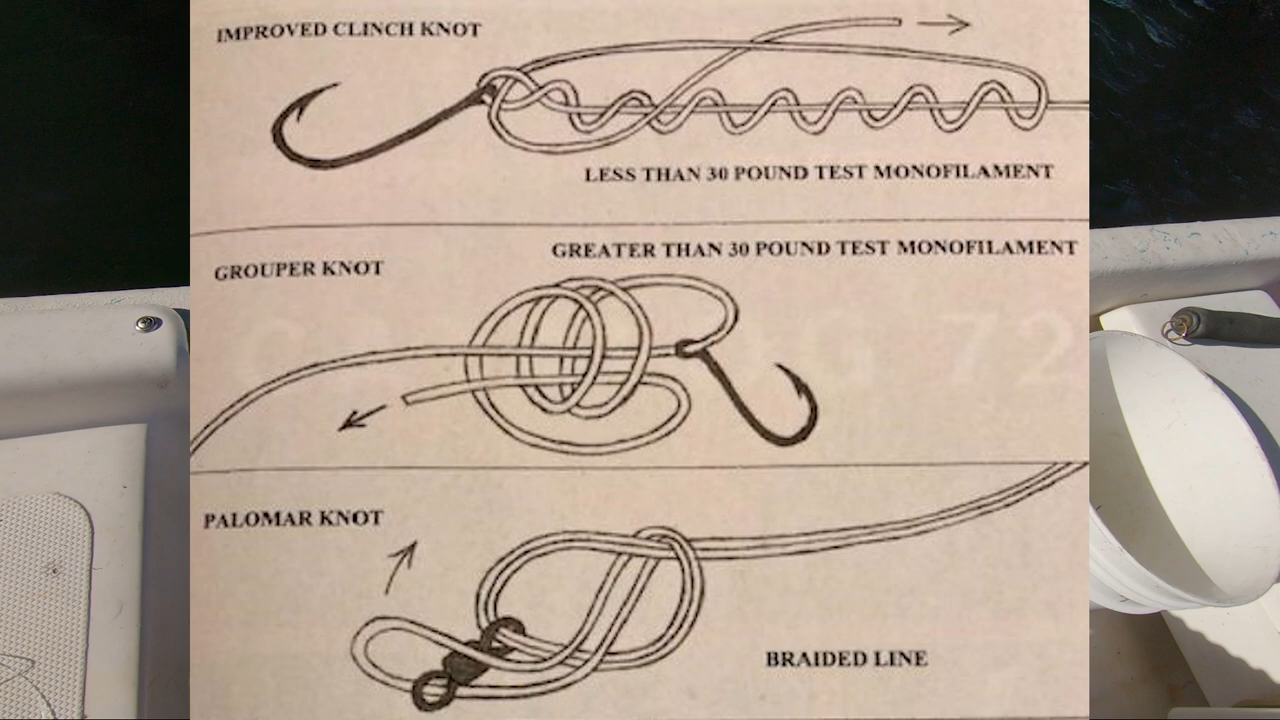 IMPROVED CLINCH KNOT
LESS THAN 30 POUND TEST MONOFILAMENT
GREATER THAN 30 POUND TEST MONOFILAMENT
GROUPER KNOT
72
PALOMAR KNOT
BRAIDED LINE